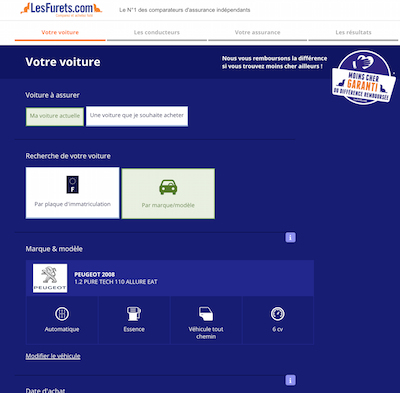 LesFurets.com
Le N°1 des comparateurs d'assurance indépendants
Votre voiture
Les conducteurs
Votre assurance
Les résultats
Votre voiture
Nous vous remboursons la différence
si vous trouvez moins cher ailleurs !
MOINS CHER
GARANTI
OU DIFFÉRENCE REMBOURSÉE
Voiture à assurer
Ma voiture actuelle
Une voiture que je souhaite acheter
Recherche de votre voiture
F
Par plaque d'immatriculation
Par marque/modèle
i
Marque & modèle
PEUGEOT
PEUGEOT 2008
1.2 PURE TECH 110 ALLURE EAT
Automatique
Essence
Véhicule tout
chemin
6 cv
Modifier le véhicule
i
Date d'achat